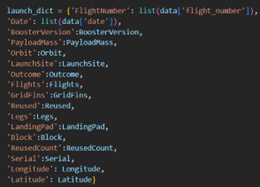 launch_dict = {'FlightNumber': list(data['flight_number']),
'Date': list(data['date']),
'BoosterVersion':BoosterVersion,
'PayloadMass':PayloadMass,
'Orbit':Orbit,
'LaunchSite':LaunchSite,
'Outcome':Outcome,
'Flights':Flights,
'GridFins':GridFins,
'Reused':Reused,
'Legs':Legs,
'LandingPad':LandingPad,
'Block':Block,
'ReusedCount':ReusedCount,
'Serial':Serial,
'Longitude': Longitude,
'Latitude': Latitude}